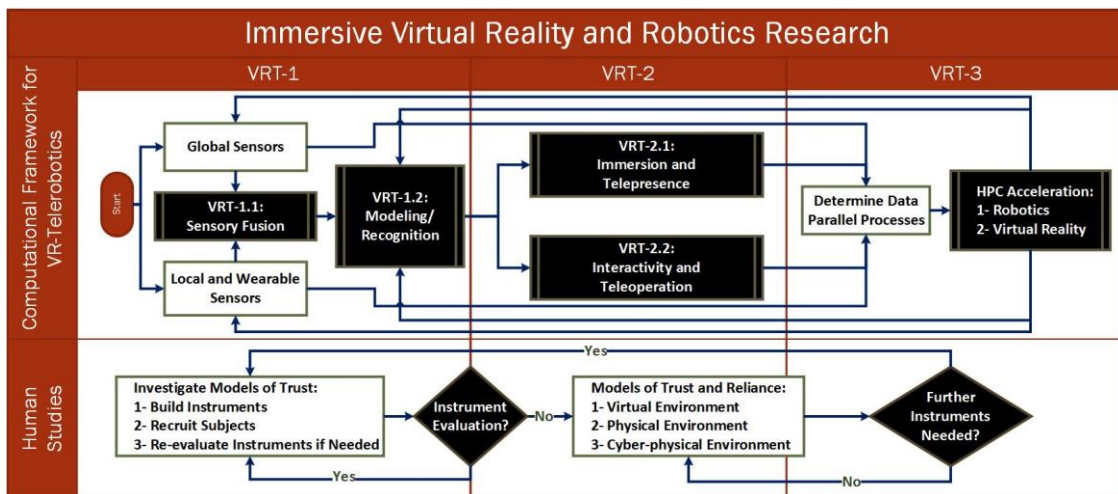 Immersive Virtual Reality and Robotics Research
VRT-1
VRT-2
VRT-3
Computational Framework for
VR-Telerobotics
Start
Global Sensors
VRT-1.1:
Sensory Fusion
Local and Wearable
Sensors
VRT-1.2:
Modeling/
Recognition
VRT-2.1:
Immersion and
Telepresence
VRT-2.2:
Interactivity and
Teleoperation
Determine Data
Parallel Processes
HPC Acceleration:
1- Robotics
2- Virtual Reality
Human
Studies
Yes
Investigate Models of Trust:
1- Build Instruments
2- Recruit Subjects
3- Re-evaluate Instruments if Needed
Instrument
Evaluation?
No
Models of Trust and Reliance:
1- Virtual Environment
2- Physical Environment
3- Cyber-physical Environment
Further
Instruments
Needed?
Yes
No